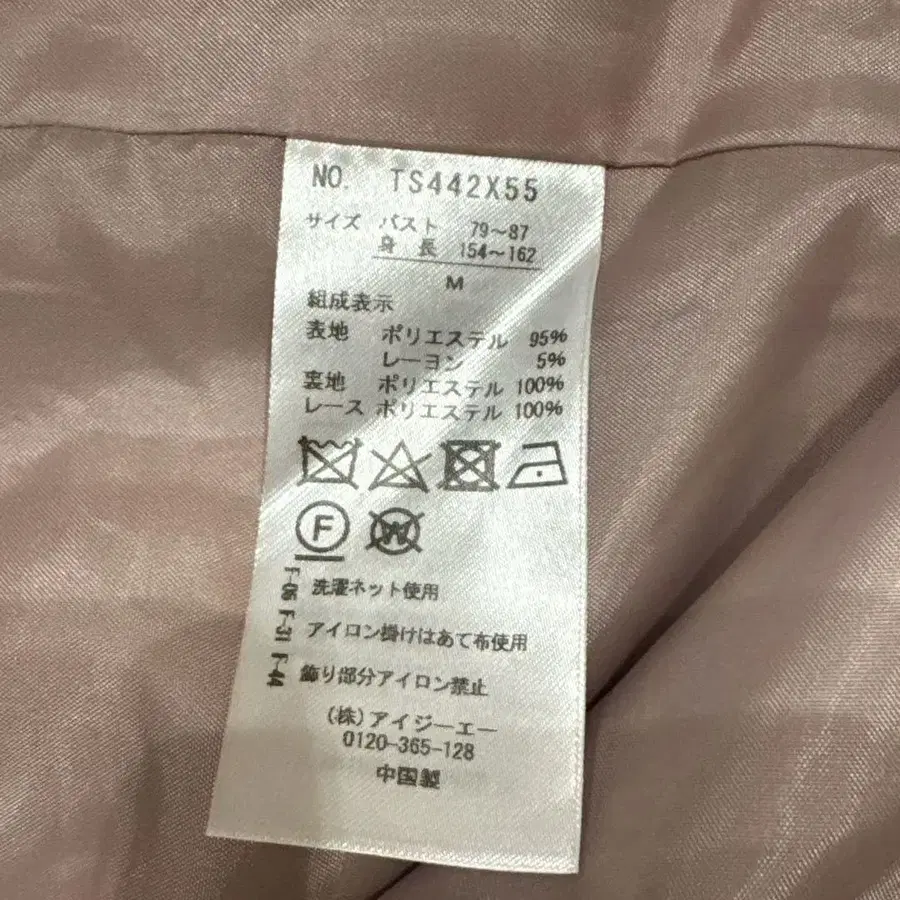 NO. TS442X55
サイズ バスト 79～87
身長 154～162
M
組成表示
表地 ポリエステル 95%
レーヨン 5%
裏地 ポリエステル 100%
レース ポリエステル 100%
F W
F-06 洗濯ネット使用
F-31 アイロン掛けはあて布使用
F-44 飾り部分アイロン禁止
(株)アイジーエー
0120-365-128
中国製